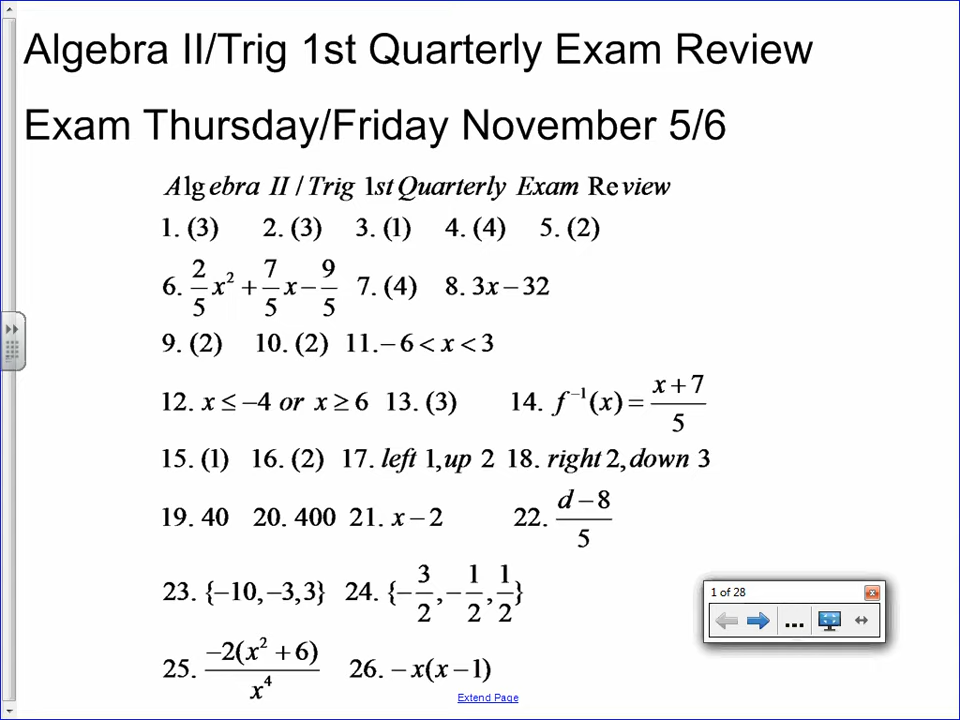 Algebra II/Trig 1st Quarterly Exam Review
Exam Thursday/Friday November 5/6
Algebra II / Trig 1st Quarterly Exam Review
1. (3) 2. (3) 3. (1) 4. (4) 5. (2)
6. 2/5 x² + 7/5 x − 9/5 7. (4) 8. 3x − 32
9. (2) 10. (2) 11. −6 < x < 3
12. x ≤ −4 or x ≥ 6 13. (3) 14. f⁻¹(x) = (x + 7)/5
15. (1) 16. (2) 17. left 1, up 2 18. right 2, down 3
19. 40 20. 400 21. x − 2 22. (d − 8)/5
23. {−10, −3, 3} 24. {−3/2, −1/2, 1/2}
1 of 28
25. −2(x² + 6)/x⁴ 26. −x(x − 1)
Extend Page